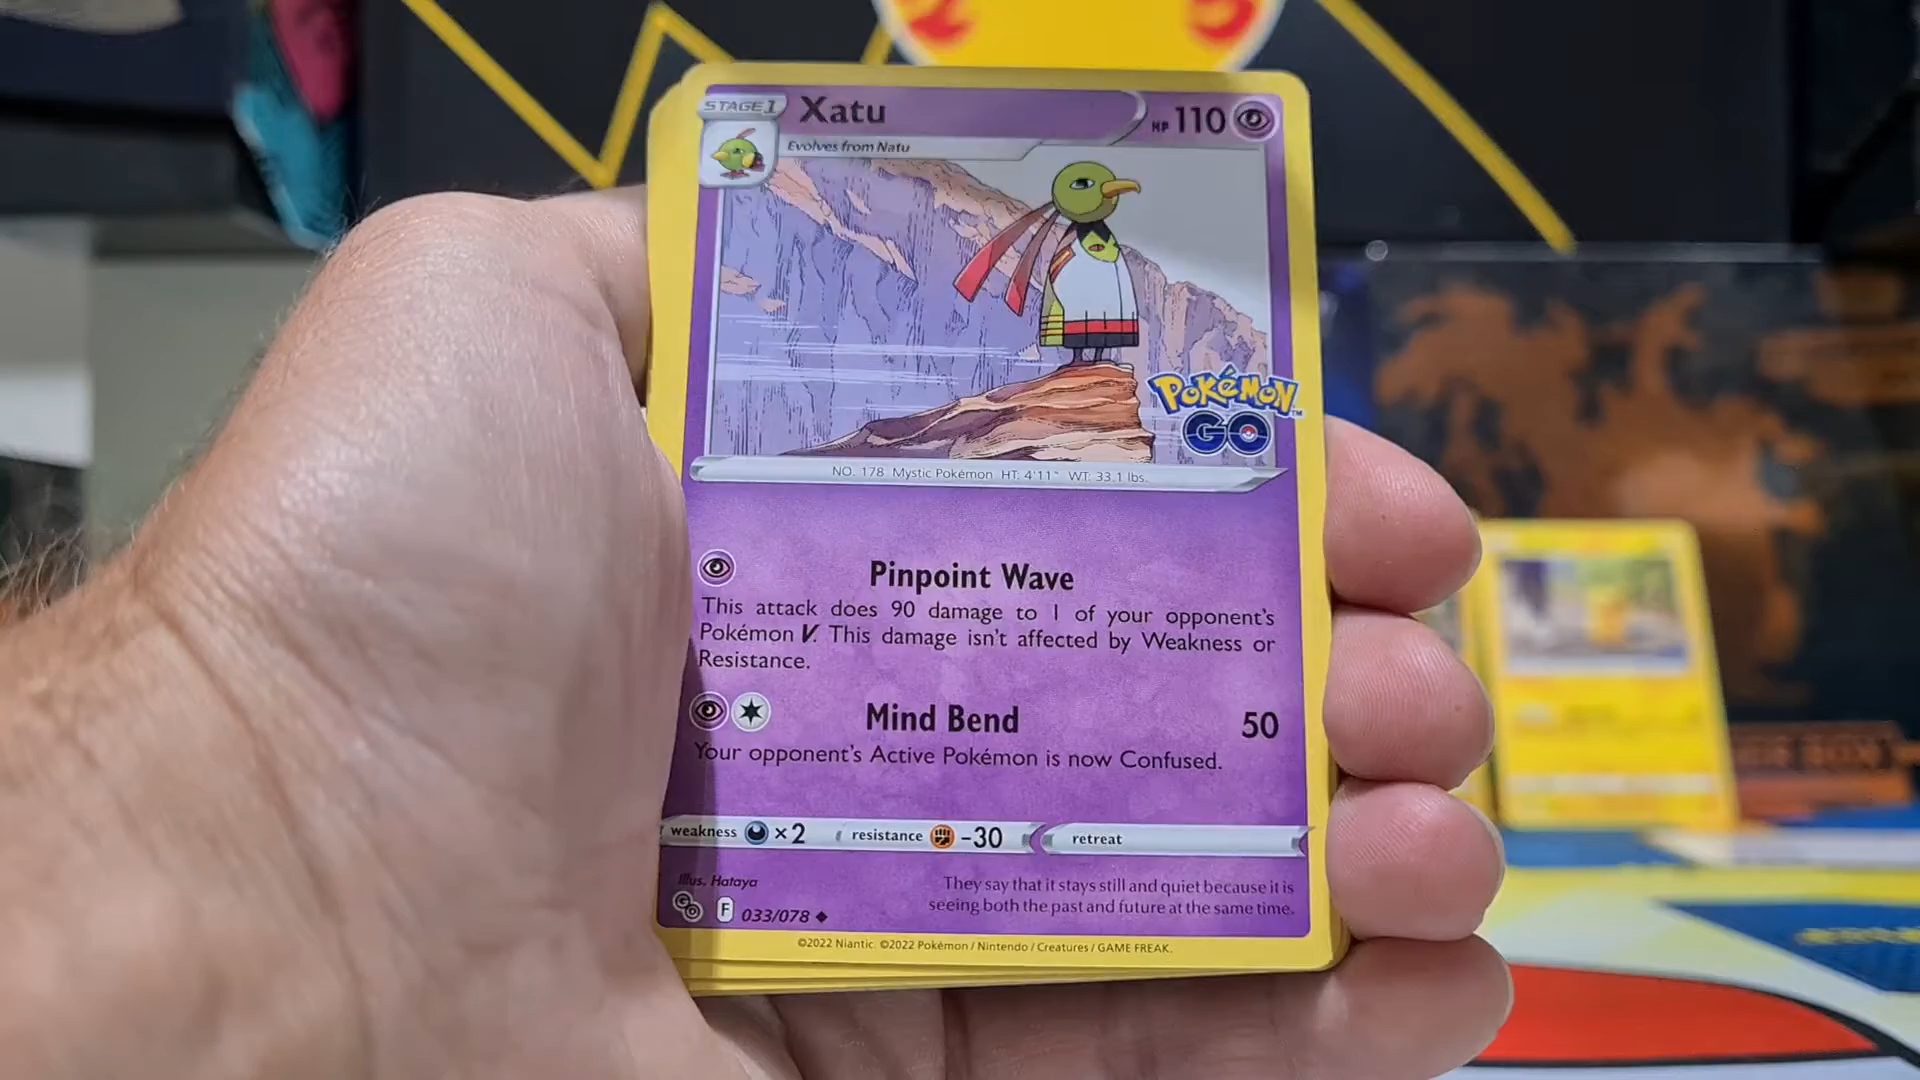 2 5
STAGE 1
Xatu
HP 110
Evolves from Natu
POKÉMON
GO
™
NO. 178 Mystic Pokémon HT: 4'11" WT: 33.1 lbs.
Pinpoint Wave
This attack does 90 damage to 1 of your opponent's
Pokémon V. This damage isn't affected by Weakness or
Resistance.
Mind Bend 50
Your opponent's Active Pokémon is now Confused.
weakness ×2 resistance -30 retreat
Illus. Hataya
They say that it stays still and quiet because it is
seeing both the past and future at the same time.
GO F 033/078
©2022 Niantic. ©2022 Pokémon / Nintendo / Creatures / GAME FREAK.